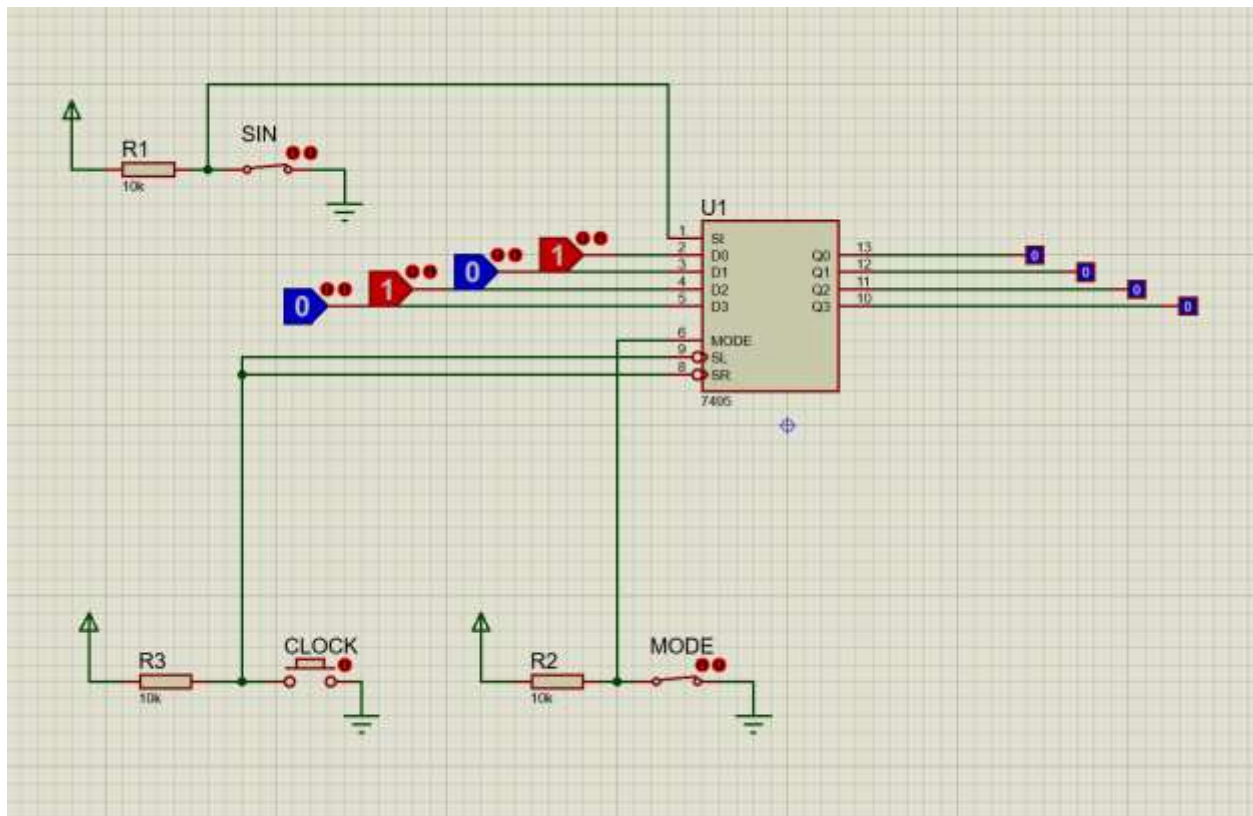 SIN
R1
10k
U1
1 SI
1 2 D0 Q0 13 0
0 3 D1 Q1 12 0
1 4 D2 Q2 11 0
0 5 D3 Q3 10 0
6 MODE
9 SL
8 SR
7495
CLOCK
MODE
R3
R2
10k
10k